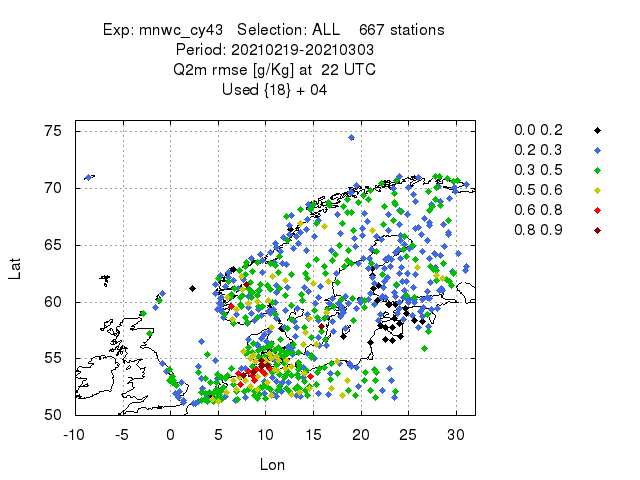 Exp: mnwc_cy43 Selection: ALL 667 stations
Period: 20210219-20210303
Q2m rmse [g/Kg] at 22 UTC
Used {18} + 04
0.0 0.2
0.2 0.3
0.3 0.5
0.5 0.6
0.6 0.8
0.8 0.9
75
70
65
60
55
50
Lat
-10 -5 0 5 10 15 20 25 30
Lon